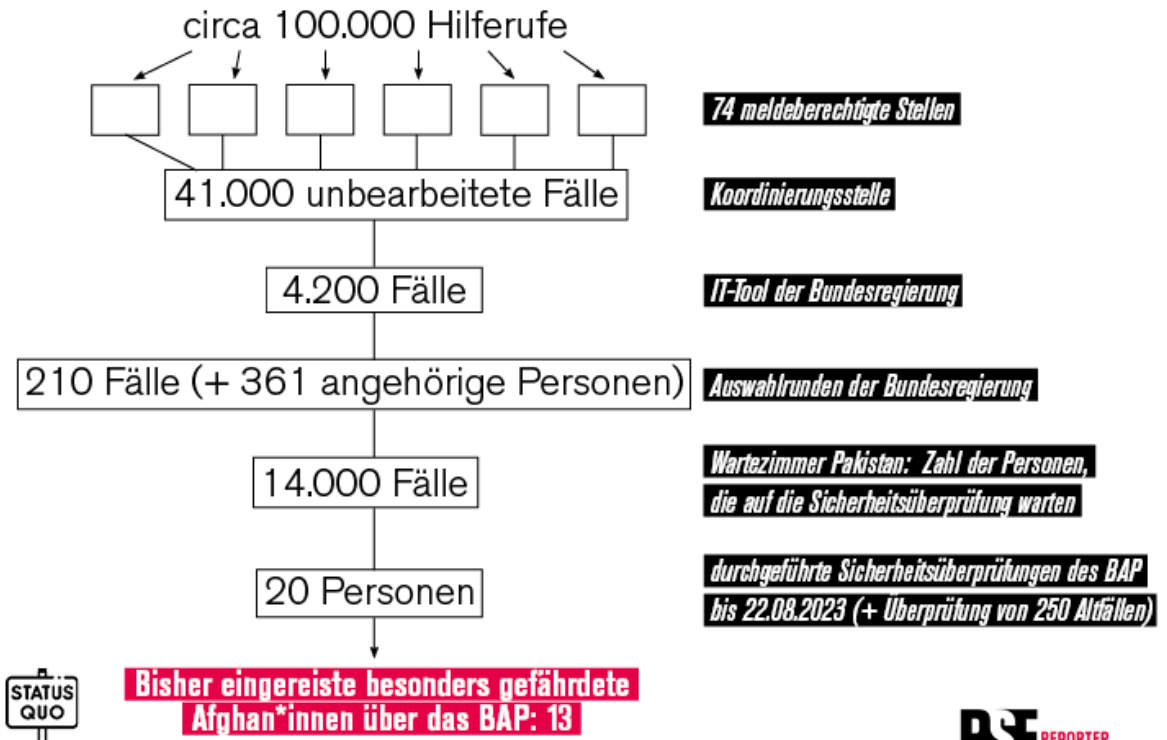 circa 100.000 Hilferufe
74 meldeberechtigte Stellen
41.000 unbearbeitete Fälle
Koordinierungsstelle
4.200 Fälle
IT-Tool der Bundesregierung
210 Fälle (+ 361 angehörige Personen)
Auswahlrunden der Bundesregierung
14.000 Fälle
Wartezimmer Pakistan: Zahl der Personen,
die auf die Sicherheitsüberprüfung warten
20 Personen
durchgeführte Sicherheitsüberprüfungen des BAP
bis 22.08.2023 (+ Überprüfung von 250 Altfällen)
STATUS
QUO
Bisher eingereiste besonders gefährdete
Afghan*innen über das BAP: 13
RSF REPORTER